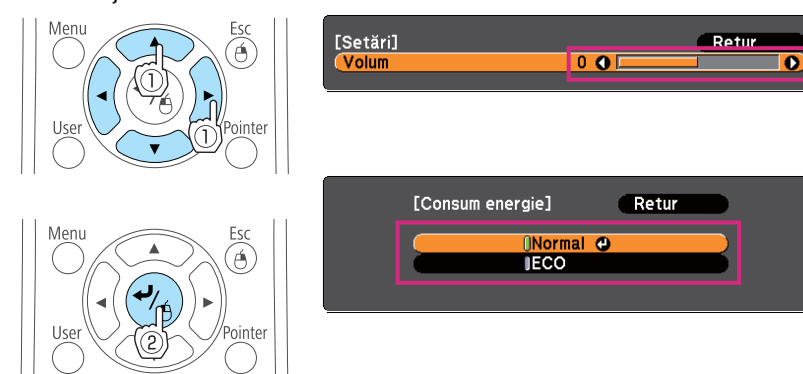 Menu
Esc
User
Pointer
1
1
[Setări]
Retur
Volum
0
Menu
Esc
User
Pointer
2
[Consum energie]
Retur
Normal
ECO